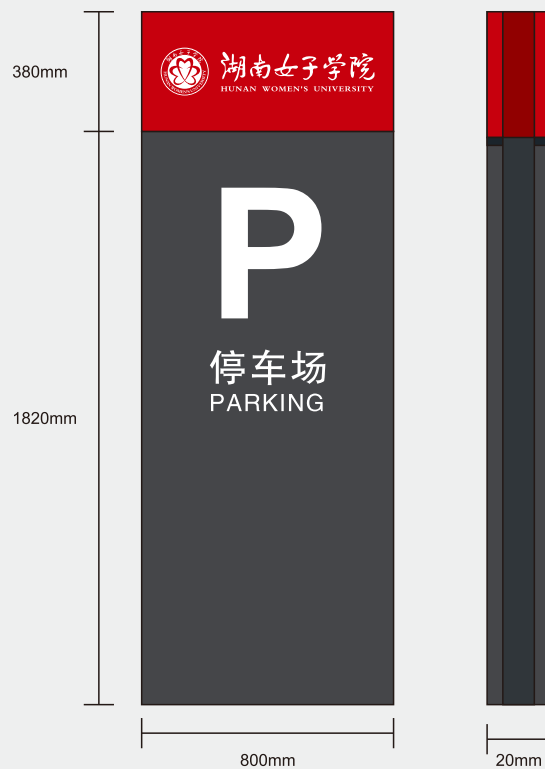 380mm
湖南女子学院
HUNAN WOMEN'S UNIVERSITY
P
停车场
PARKING
1820mm
800mm
20mm